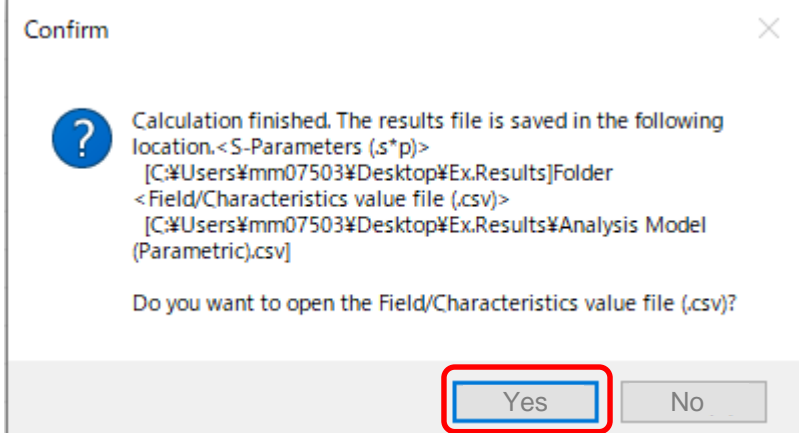 Confirm
Calculation finished. The results file is saved in the following
location.<S-Parameters (.s*p)>
[C:¥Users¥mm07503¥Desktop¥Ex.Results]Folder
<Field/Characteristics value file (.csv)>
[C:¥Users¥mm07503¥Desktop¥Ex.Results¥Analysis Model
(Parametric).csv]
Do you want to open the Field/Characteristics value file (.csv)?
Yes
No